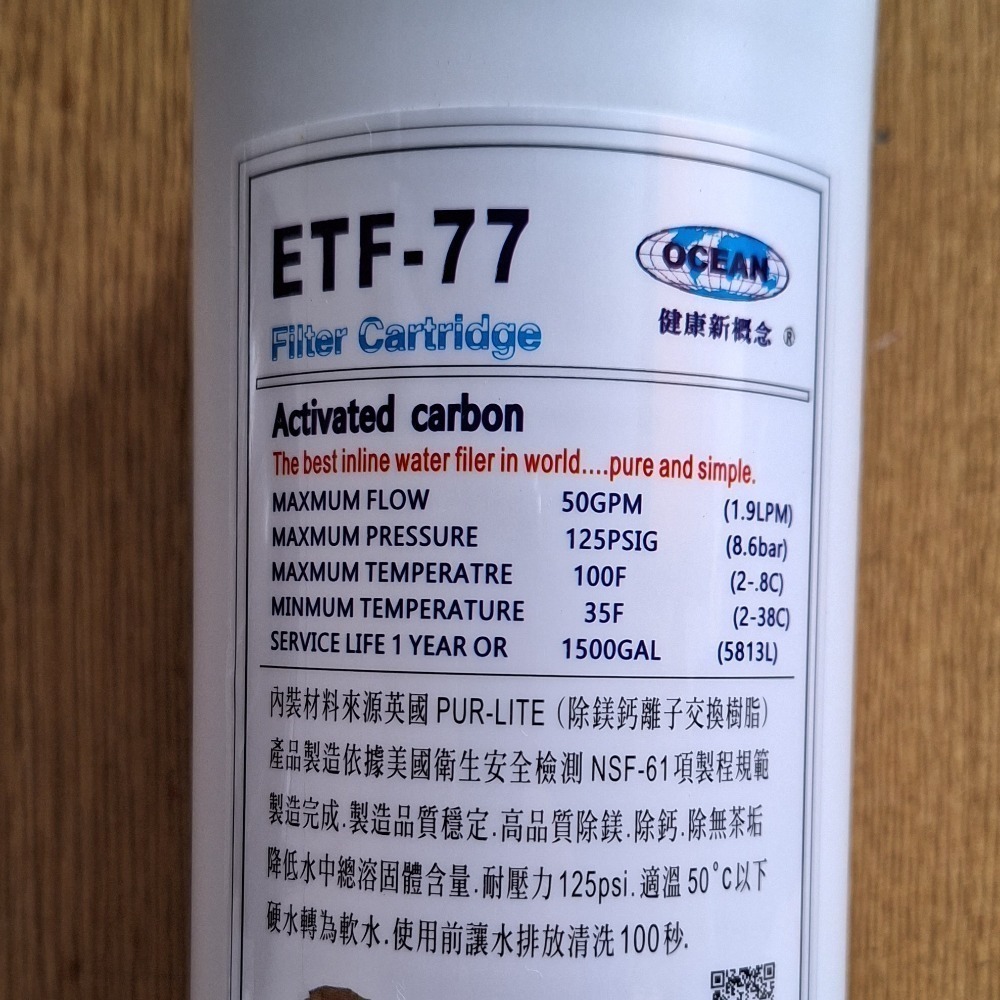 ETF-77
OCEAN
Filter Cartridge
健康新概念 ®
Activated carbon
The best inline water filer in world....pure and simple.
MAXMUM FLOW 50GPM (1.9LPM)
MAXMUM PRESSURE 125PSIG (8.6bar)
MAXMUM TEMPERATRE 100F (2-.8C)
MINMUM TEMPERATURE 35F (2-38C)
SERVICE LIFE 1 YEAR OR 1500GAL (5813L)
內裝材料來源英國 PUR-LITE (除鎂鈣離子交換樹脂)
產品製造依據美國衛生安全檢測 NSF-61項製程規範
製造完成.製造品質穩定.高品質除鎂.除鈣.除無茶垢
降低水中總溶固體含量.耐壓力125psi.適溫50°c以下
硬水轉為軟水.使用前讓水排放清洗100秒.